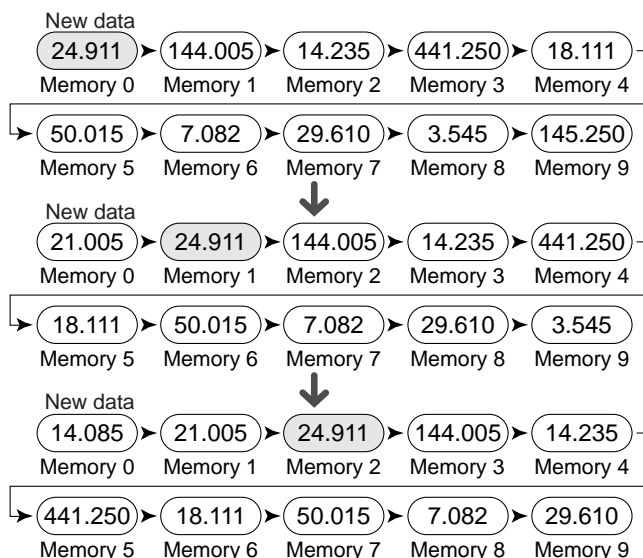 New data
24.911 144.005 14.235 441.250 18.111
Memory 0 Memory 1 Memory 2 Memory 3 Memory 4
50.015 7.082 29.610 3.545 145.250
Memory 5 Memory 6 Memory 7 Memory 8 Memory 9
New data
21.005 24.911 144.005 14.235 441.250
Memory 0 Memory 1 Memory 2 Memory 3 Memory 4
18.111 50.015 7.082 29.610 3.545
Memory 5 Memory 6 Memory 7 Memory 8 Memory 9
New data
14.085 21.005 24.911 144.005 14.235
Memory 0 Memory 1 Memory 2 Memory 3 Memory 4
441.250 18.111 50.015 7.082 29.610
Memory 5 Memory 6 Memory 7 Memory 8 Memory 9